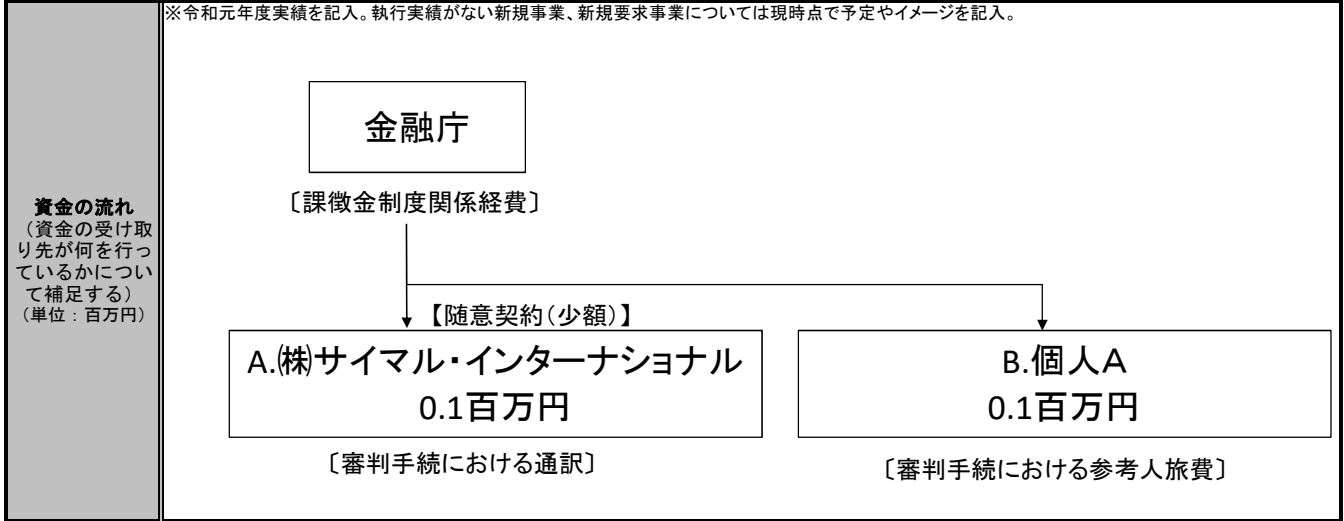 ※令和元年度実績を記入。執行実績がない新規事業、新規要求事業については現時点で予定やイメージを記入。
資金の流れ
（資金の受け取
り先が何を行っ
ているかについ
て補足する）
（単位：百万円）
金融庁
〔課徴金制度関係経費〕
【随意契約（少額）】
A.㈱サイマル・インターナショナル
0.1百万円
〔審判手続における通訳〕
B.個人A
0.1百万円
〔審判手続における参考人旅費〕